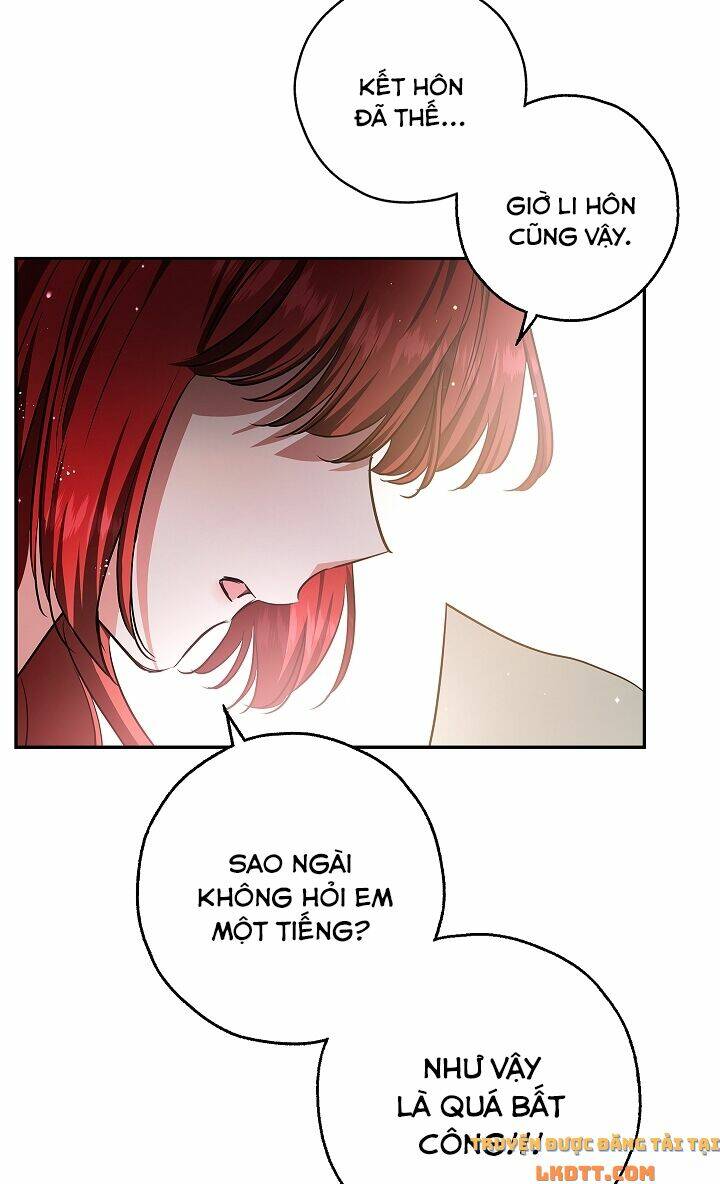 KẾT HÔN
ĐÃ THẾ...
GIỜ LI HÔN
CŨNG VẬY.
SAO NGÀI
KHÔNG HỎI EM
MỘT TIẾNG?
NHƯ VẬY
LÀ QUÁ BẤT
CÔNG!!!
TRUYỆN ĐƯỢC ĐĂNG TẢI TẠI
LKDTT.COM